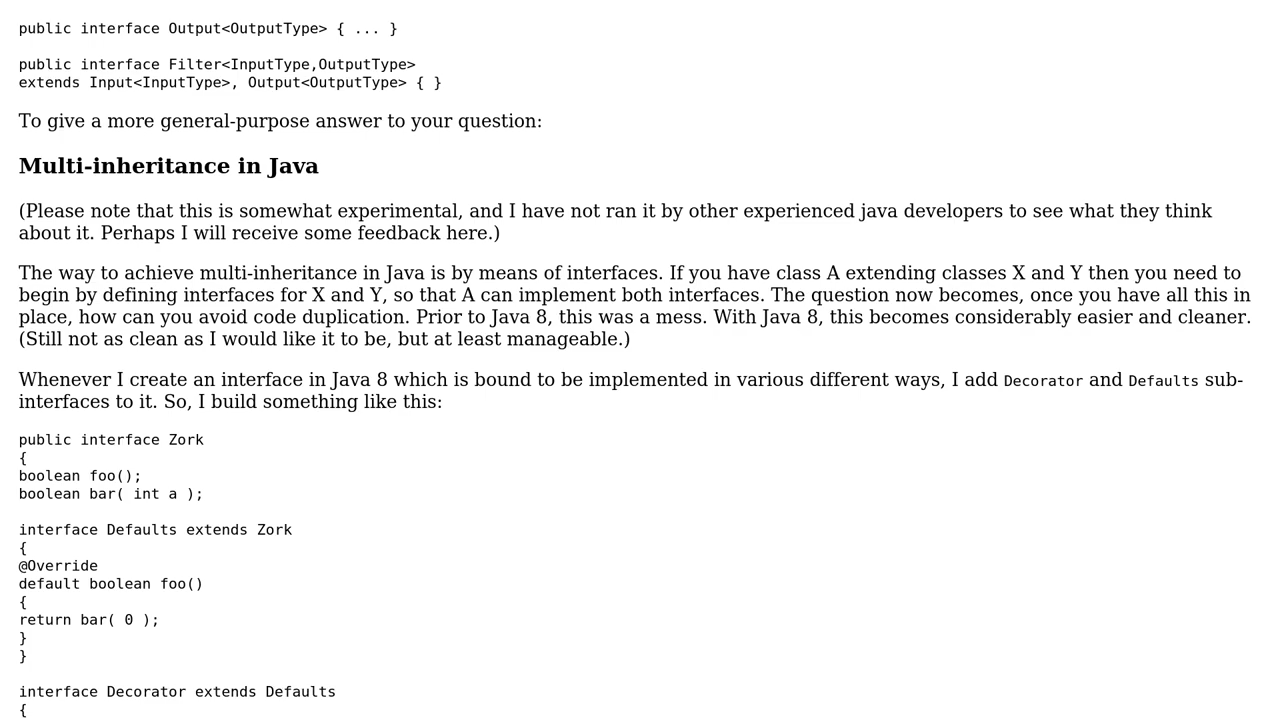 public interface Output<OutputType> { ... }
public interface Filter<InputType,OutputType>
extends Input<InputType>, Output<OutputType> { }
To give a more general-purpose answer to your question:
Multi-inheritance in Java
(Please note that this is somewhat experimental, and I have not ran it by other experienced java developers to see what they think
about it. Perhaps I will receive some feedback here.)
The way to achieve multi-inheritance in Java is by means of interfaces. If you have class A extending classes X and Y then you need to
begin by defining interfaces for X and Y, so that A can implement both interfaces. The question now becomes, once you have all this in
place, how can you avoid code duplication. Prior to Java 8, this was a mess. With Java 8, this becomes considerably easier and cleaner.
(Still not as clean as I would like it to be, but at least manageable.)
Whenever I create an interface in Java 8 which is bound to be implemented in various different ways, I add Decorator and Defaults sub-
interfaces to it. So, I build something like this:
public interface Zork
{
boolean foo();
boolean bar( int a );
interface Defaults extends Zork
{
@Override
default boolean foo()
{
return bar( 0 );
}
}
interface Decorator extends Defaults
{